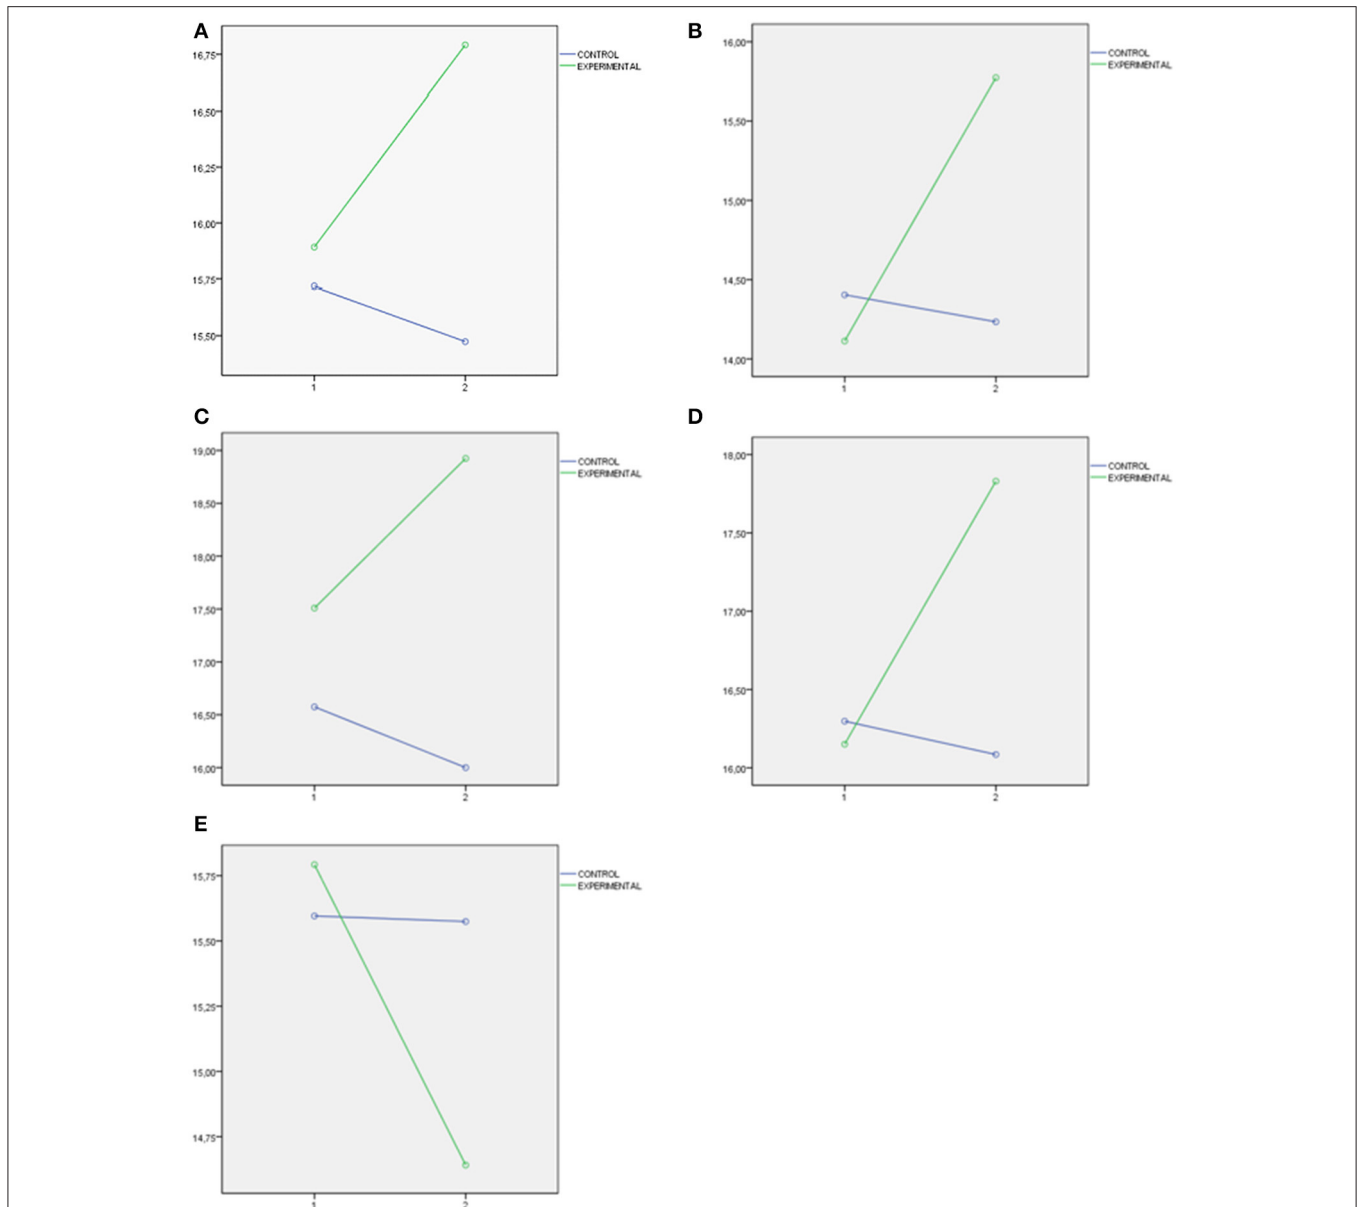 A
16,75
16,50
16,25
16,00
15,75
15,50
1 2
CONTROL
EXPERIMENTAL
B
16,00
15,50
15,00
14,50
14,00
1 2
CONTROL
EXPERIMENTAL
C
19,00
18,50
18,00
17,50
17,00
16,50
16,00
1 2
CONTROL
EXPERIMENTAL
D
18,00
17,50
17,00
16,50
16,00
1 2
CONTROL
EXPERIMENTAL
E
15,75
15,50
15,25
15,00
14,75
1 2
CONTROL
EXPERIMENTAL